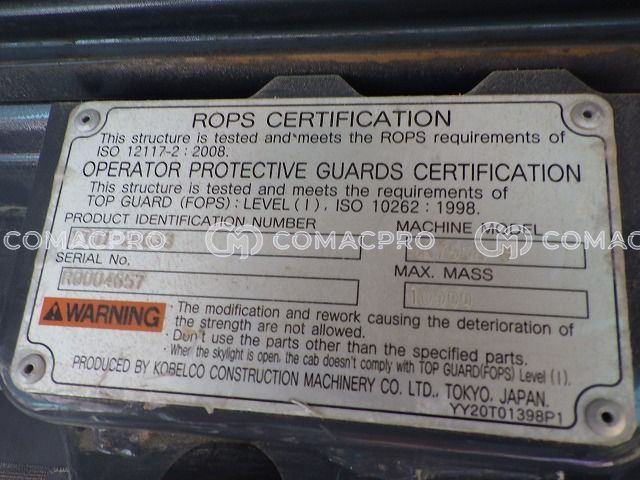 ROPS CERTIFICATION
This structure is tested and meets the ROPS requirements of
ISO 12117-2 : 2008.
OPERATOR PROTECTIVE GUARDS CERTIFICATION
This structure is tested and meets the requirements of
TOP GUARD (FOPS) : LEVEL (I), ISO 10262 : 1998.
PRODUCT IDENTIFICATION NUMBER MACHINE MODEL
COMACPRO COMACPRO COMACPRO
SERIAL No. MAX. MASS
R0004657
WARNING
· The modification and rework causing the deterioration of
the strength are not allowed.
· Don't use the parts other than the specified parts.
· When the skylight is open, the cab doesn't comply with TOP GUARD(FOPS) Level (I).
PRODUCED BY KOBELCO CONSTRUCTION MACHINERY CO. LTD., TOKYO, JAPAN.
YY20T01398P1